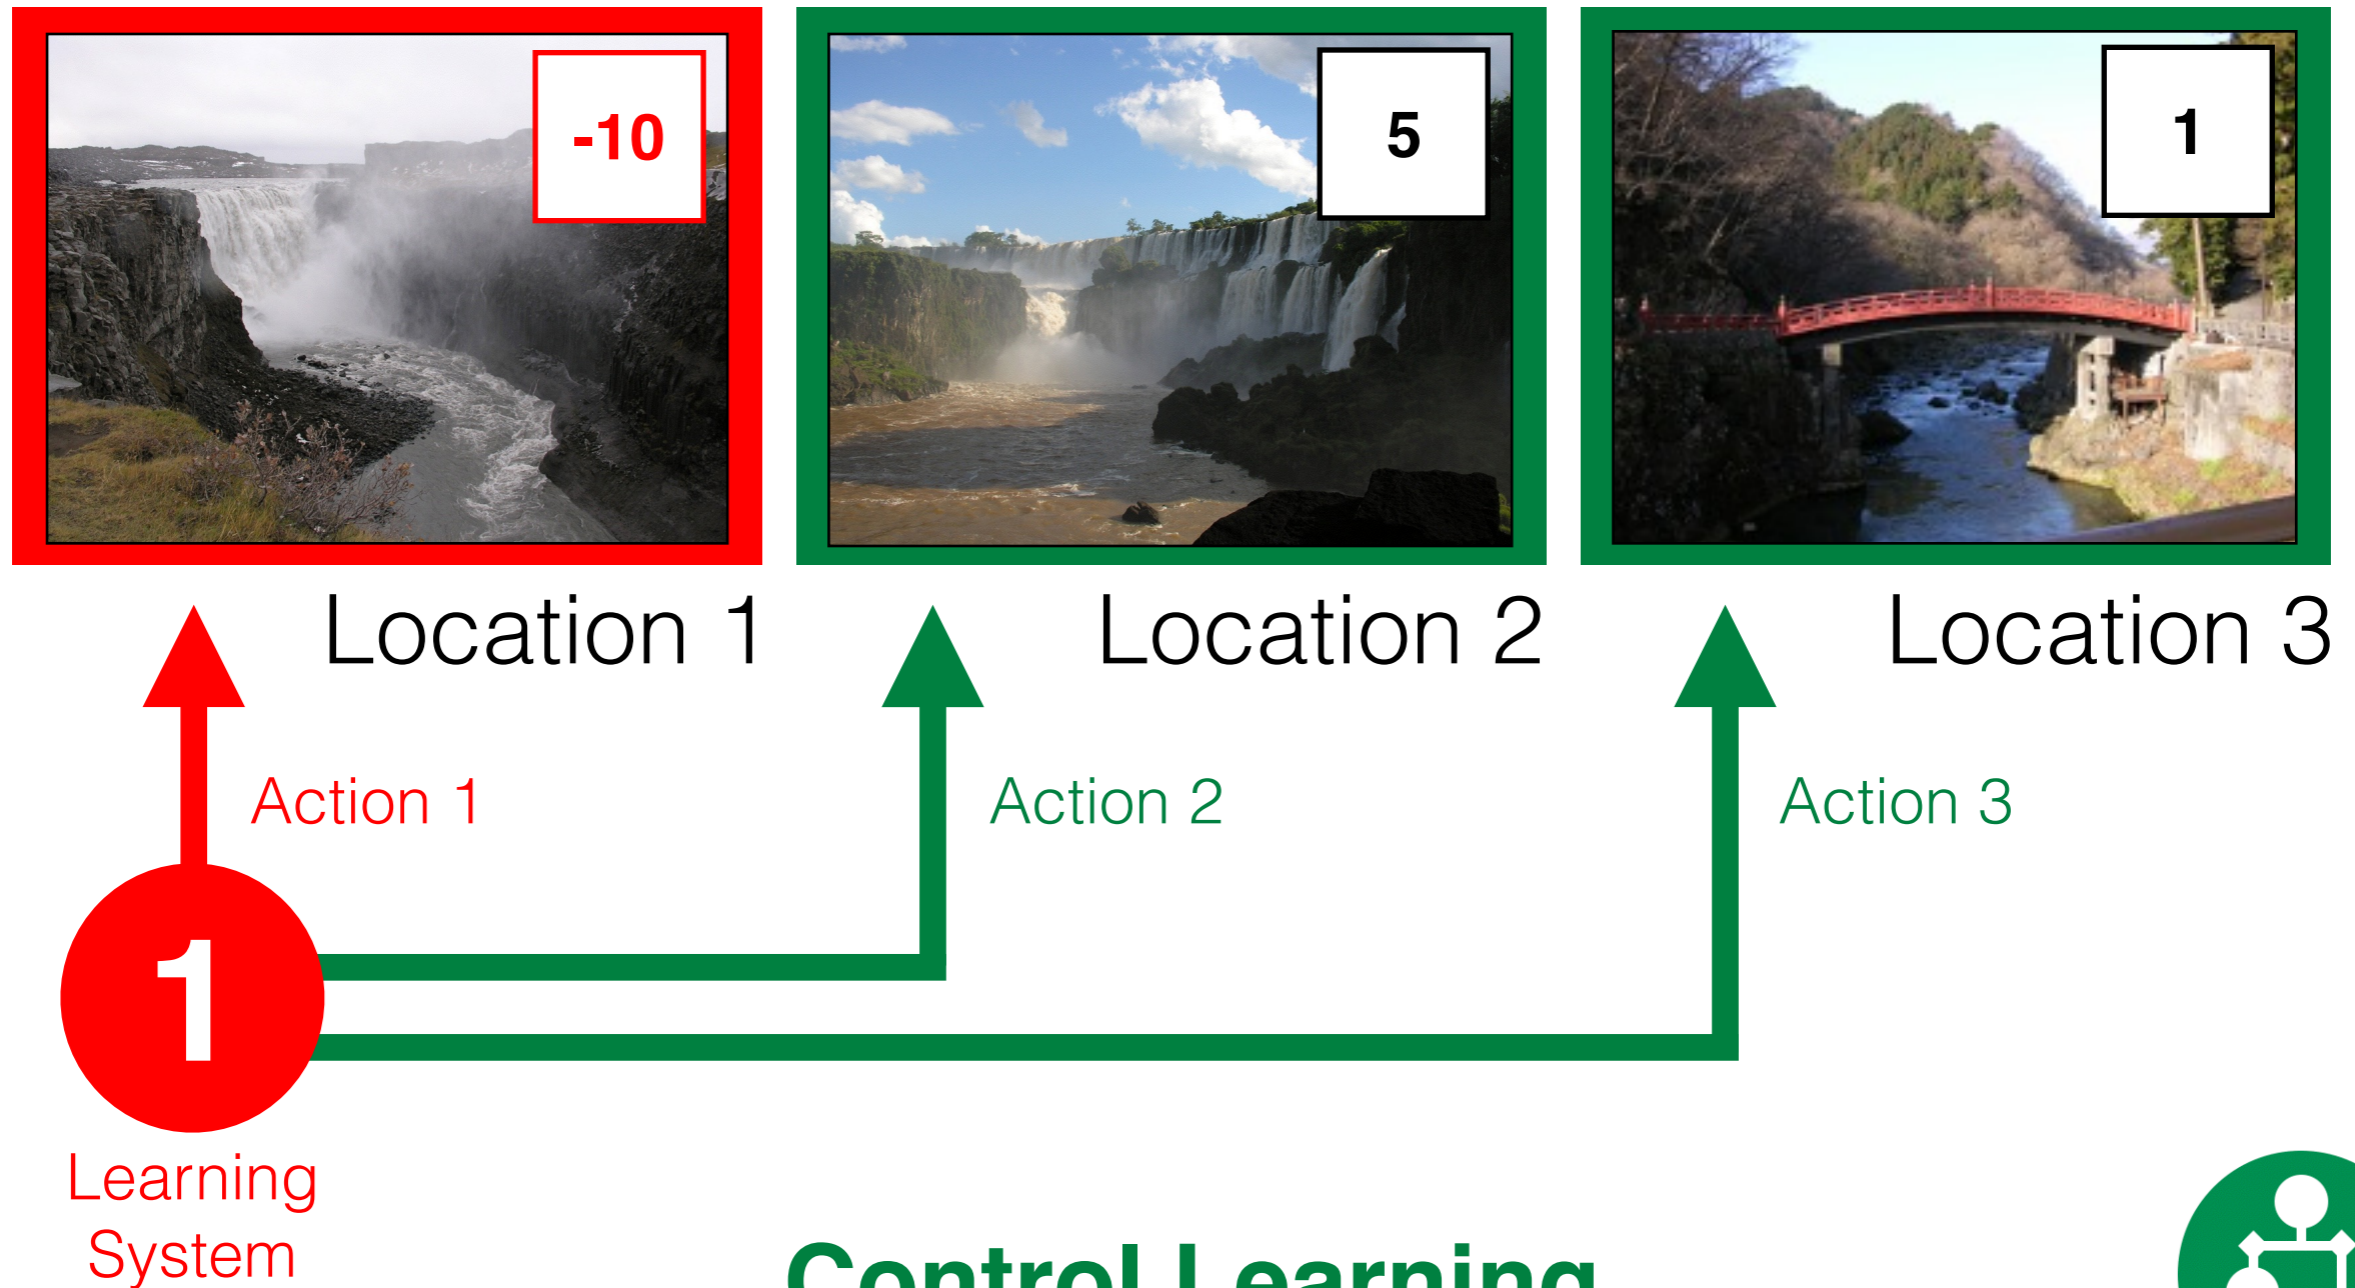 -10
5
1
Location 1
Location 2
Location 3
Action 1
Action 2
Action 3
1
Learning
System
Control Learning